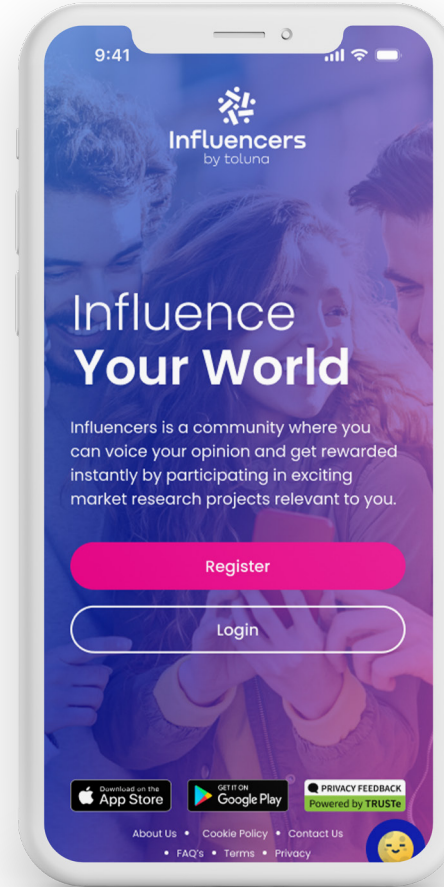 9:41
Influencers
by toluna
Influence
Your World
Influencers is a community where you
can voice your opinion and get rewarded
instantly by participating in exciting
market research projects relevant to you.
Register
Login
Download on the
App Store
GET IT ON
Google Play
PRIVACY FEEDBACK
Powered by TRUSTe
About Us • Cookie Policy • Contact Us
• FAQ's • Terms • Privacy